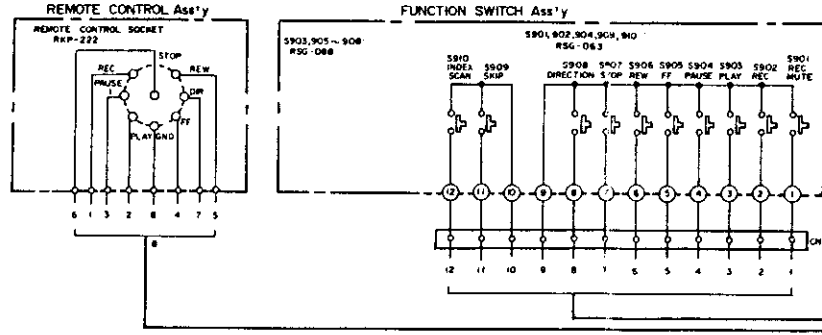 REMOTE CONTROL Ass'y
REMOTE CONTROL SOCKET
RKP-222
STOP
REC
REW
PAUSE
DIR
PLAY
GND
FF
6 1 3 2 8 4 7 5
8
FUNCTION SWITCH Ass'y
S903,905~908
RSG-088
S901,902,904,909,910
RSG-063
S910
INDEX
SCAN
S909
SKIP
S908
DIRECTION
S907
STOP
S906
REW
S905
FF
S904
PAUSE
S903
PLAY
S902
REC
S901
REC
MUTE
12 11 10 9 8 7 6 5 4 3 2 1
CN
12 11 10 9 8 7 6 5 4 3 2 1